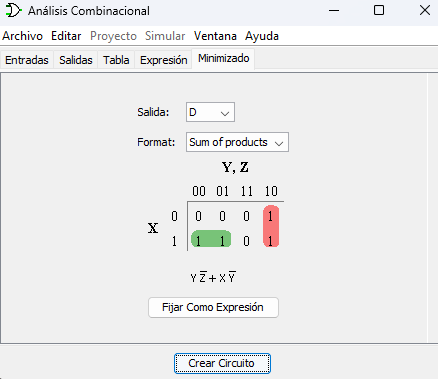 Análisis Combinacional
Archivo Editar Proyecto Simular Ventana Ayuda
Entradas Salidas Tabla Expresión Minimizado
Salida: D
Format: Sum of products
Y, Z
00 01 11 10
X
0 0 0 0 1
1 1 1 0 1
Y Z̅ + X Y̅
Fijar Como Expresión
Crear Circuito